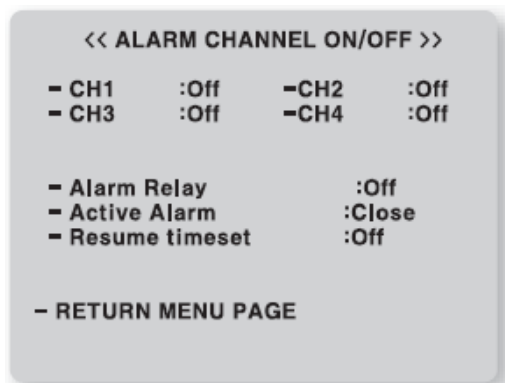 << ALARM CHANNEL ON/OFF >>
- CH1 :Off -CH2 :Off
- CH3 :Off -CH4 :Off
- Alarm Relay :Off
- Active Alarm :Close
- Resume timeset :Off
- RETURN MENU PAGE